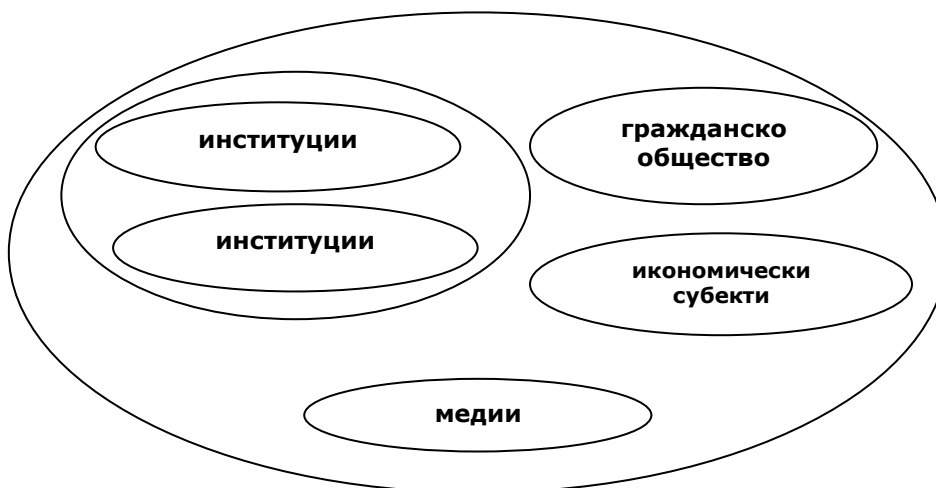 институции
гражданско
общество
институции
икономически
субекти
медии